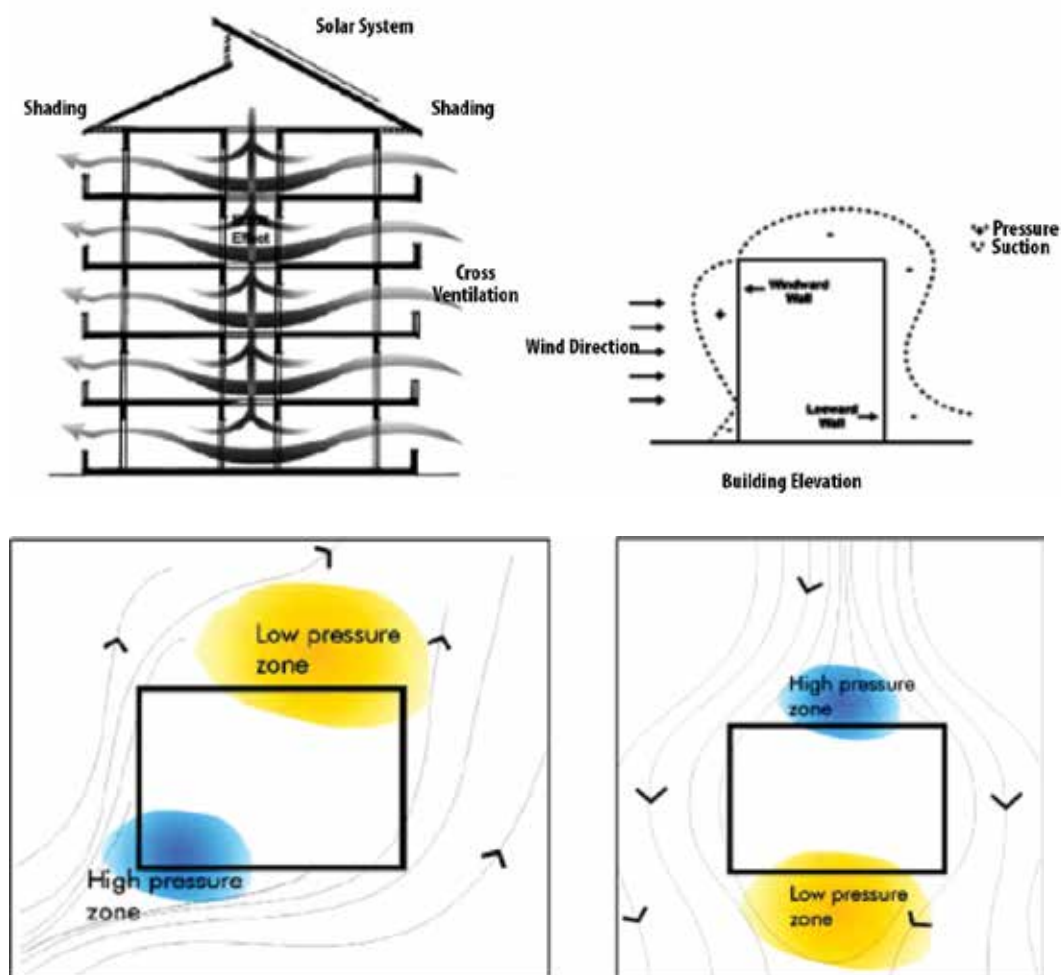 Solar System
Shading
Shading
Effect
Cross
Ventilation
Pressure
Suction
Windward
Wall
Wind Direction
Leeward
Wall
Building Elevation
Low pressure
zone
High pressure
zone
High pressure
zone
Low pressure
zone